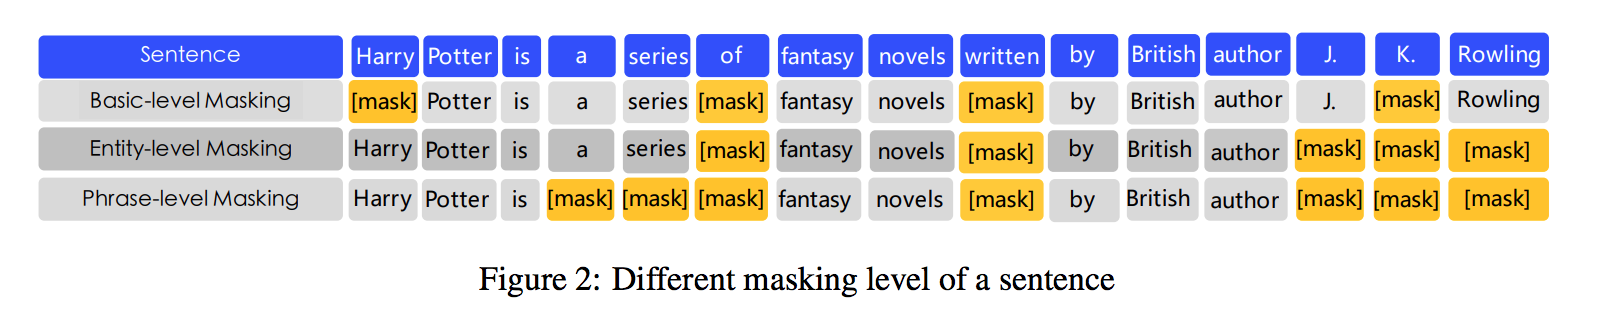 Sentence Harry Potter is a series of fantasy novels written by British author J. K. Rowling
Basic-level Masking [mask] Potter is a series [mask] fantasy novels [mask] by British author J. [mask] Rowling
Entity-level Masking Harry Potter is a series [mask] fantasy novels [mask] by British author [mask] [mask] [mask]
Phrase-level Masking Harry Potter is [mask] [mask] [mask] fantasy novels [mask] by British author [mask] [mask] [mask]
Figure 2: Different masking level of a sentence